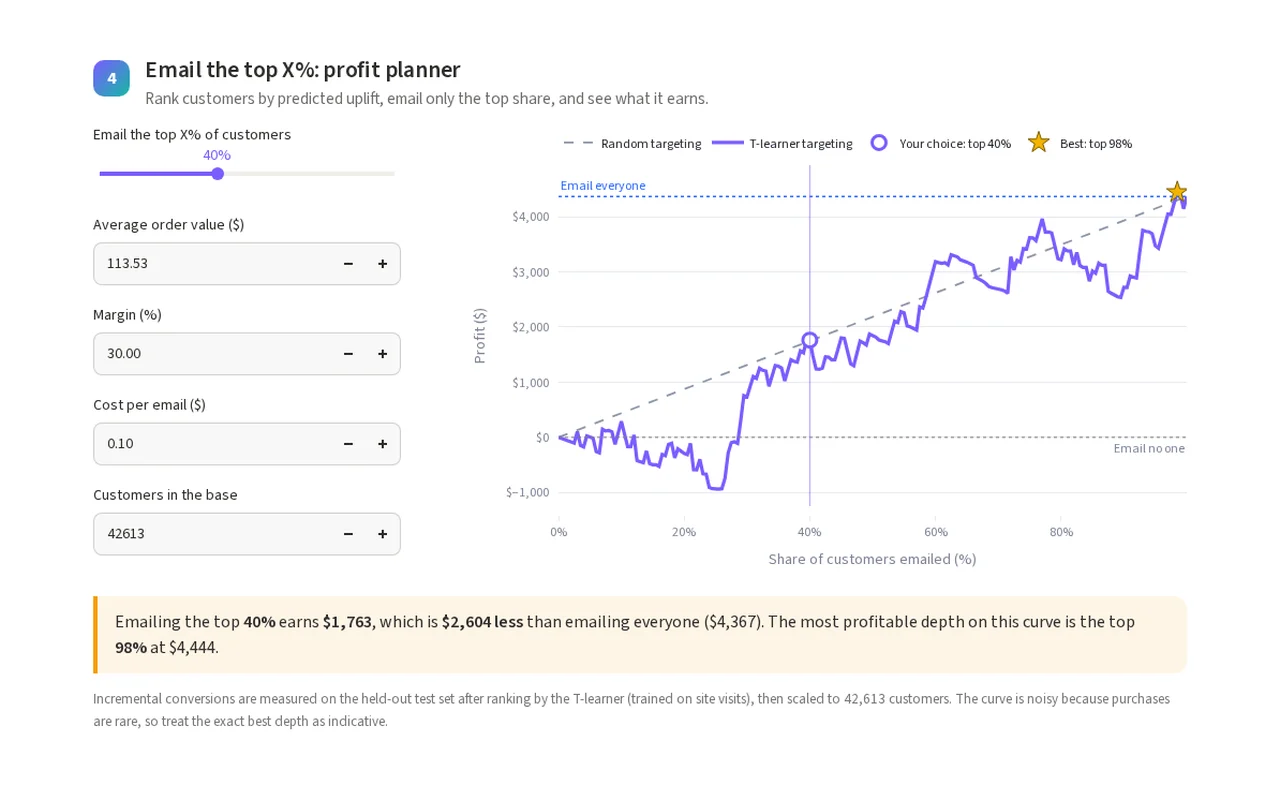 4
Email the top X%: profit planner
Rank customers by predicted uplift, email only the top share, and see what it earns.
Email the top X% of customers
40%
Average order value ($)
113.53
− +
Margin (%)
30.00
− +
Cost per email ($)
0.10
− +
Customers in the base
42613
− +
Random targeting
T-learner targeting
Your choice: top 40%
Best: top 98%
Email everyone
$4,000
$3,000
$2,000
$1,000
$0
$−1,000
Profit ($)
Email no one
0%
20%
40%
60%
80%
Share of customers emailed (%)
Emailing the top 40% earns $1,763, which is $2,604 less than emailing everyone ($4,367). The most profitable depth on this curve is the top
98% at $4,444.
Incremental conversions are measured on the held-out test set after ranking by the T-learner (trained on site visits), then scaled to 42,613 customers. The curve is noisy because purchases
are rare, so treat the exact best depth as indicative.